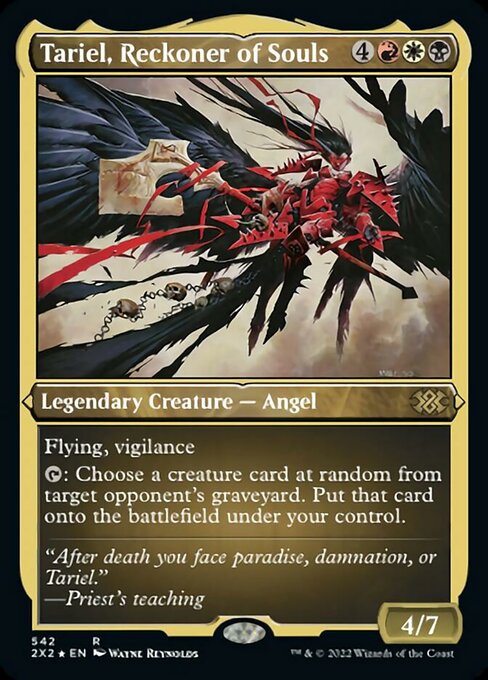 Tariel, Reckoner of Souls 4
Legendary Creature — Angel
Flying, vigilance
: Choose a creature card at random from
target opponent's graveyard. Put that card
onto the battlefield under your control.
“After death you face paradise, damnation, or
Tariel.”
—Priest's teaching
4/7
542 R
2X2 ★ EN Wayne Reynolds
™ & © 2022 Wizards of the Coast